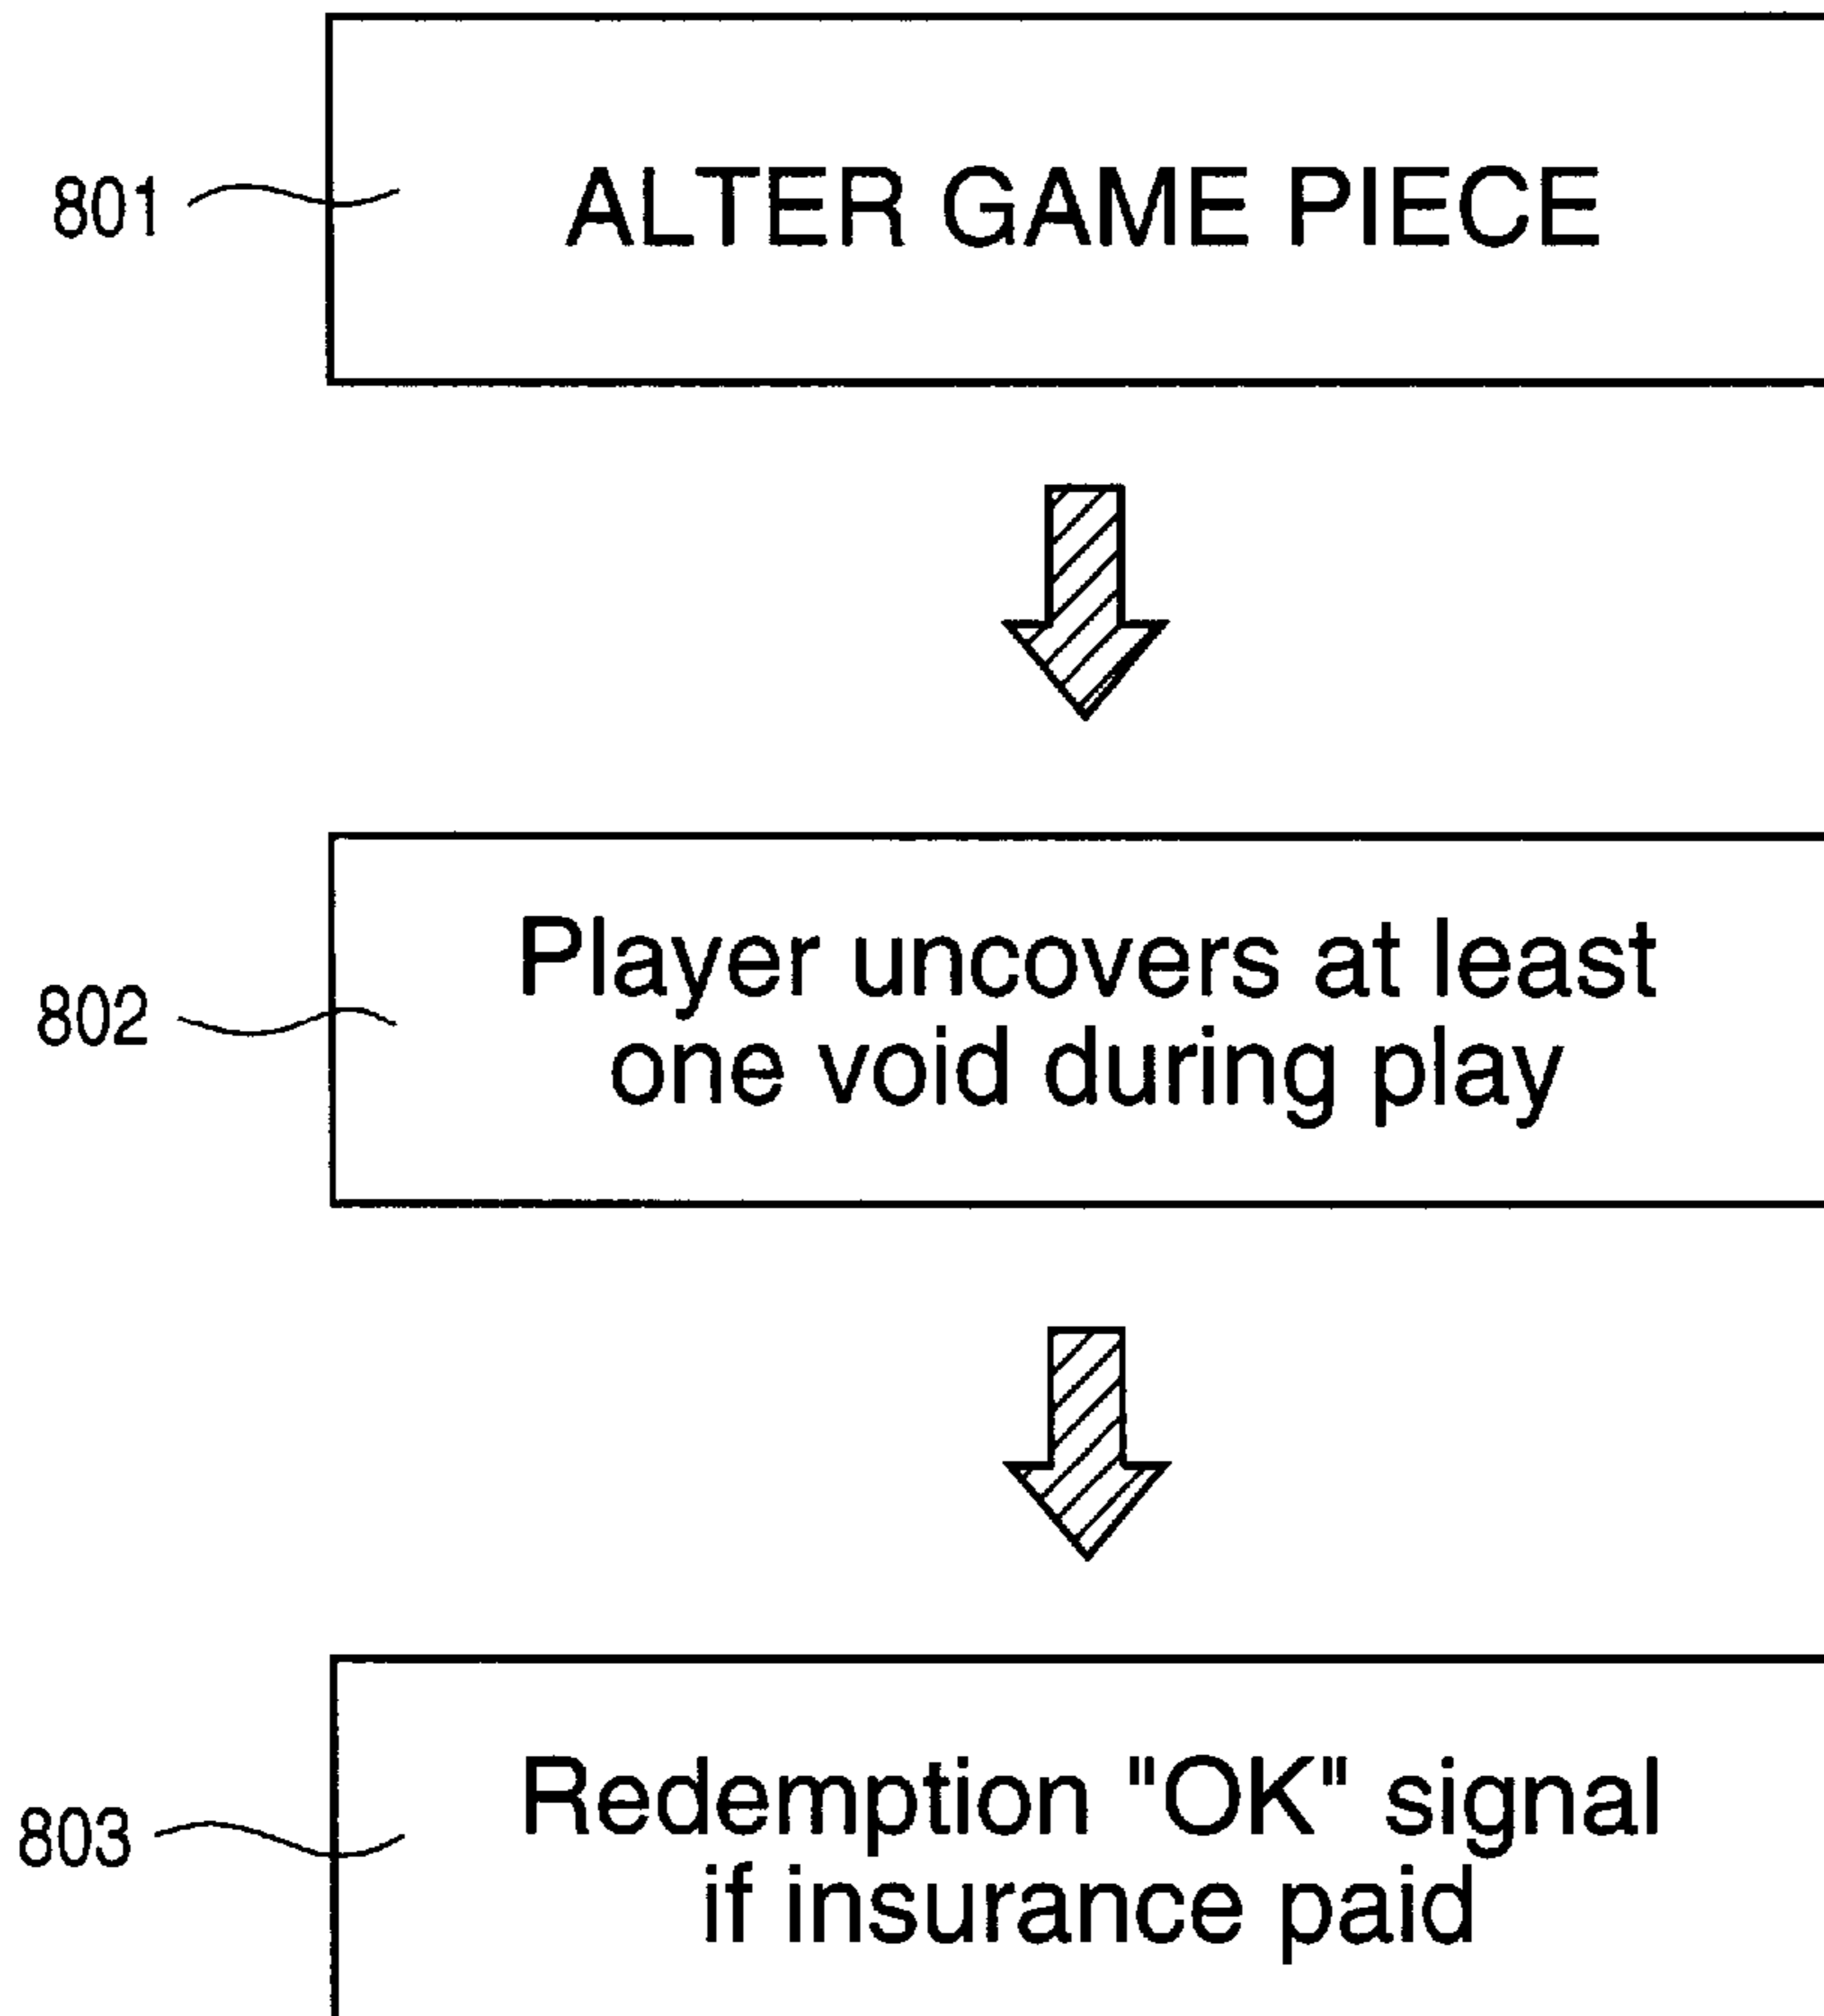 801
ALTER GAME PIECE
802
Player uncovers at least
one void during play
803
Redemption "OK" signal
if insurance paid